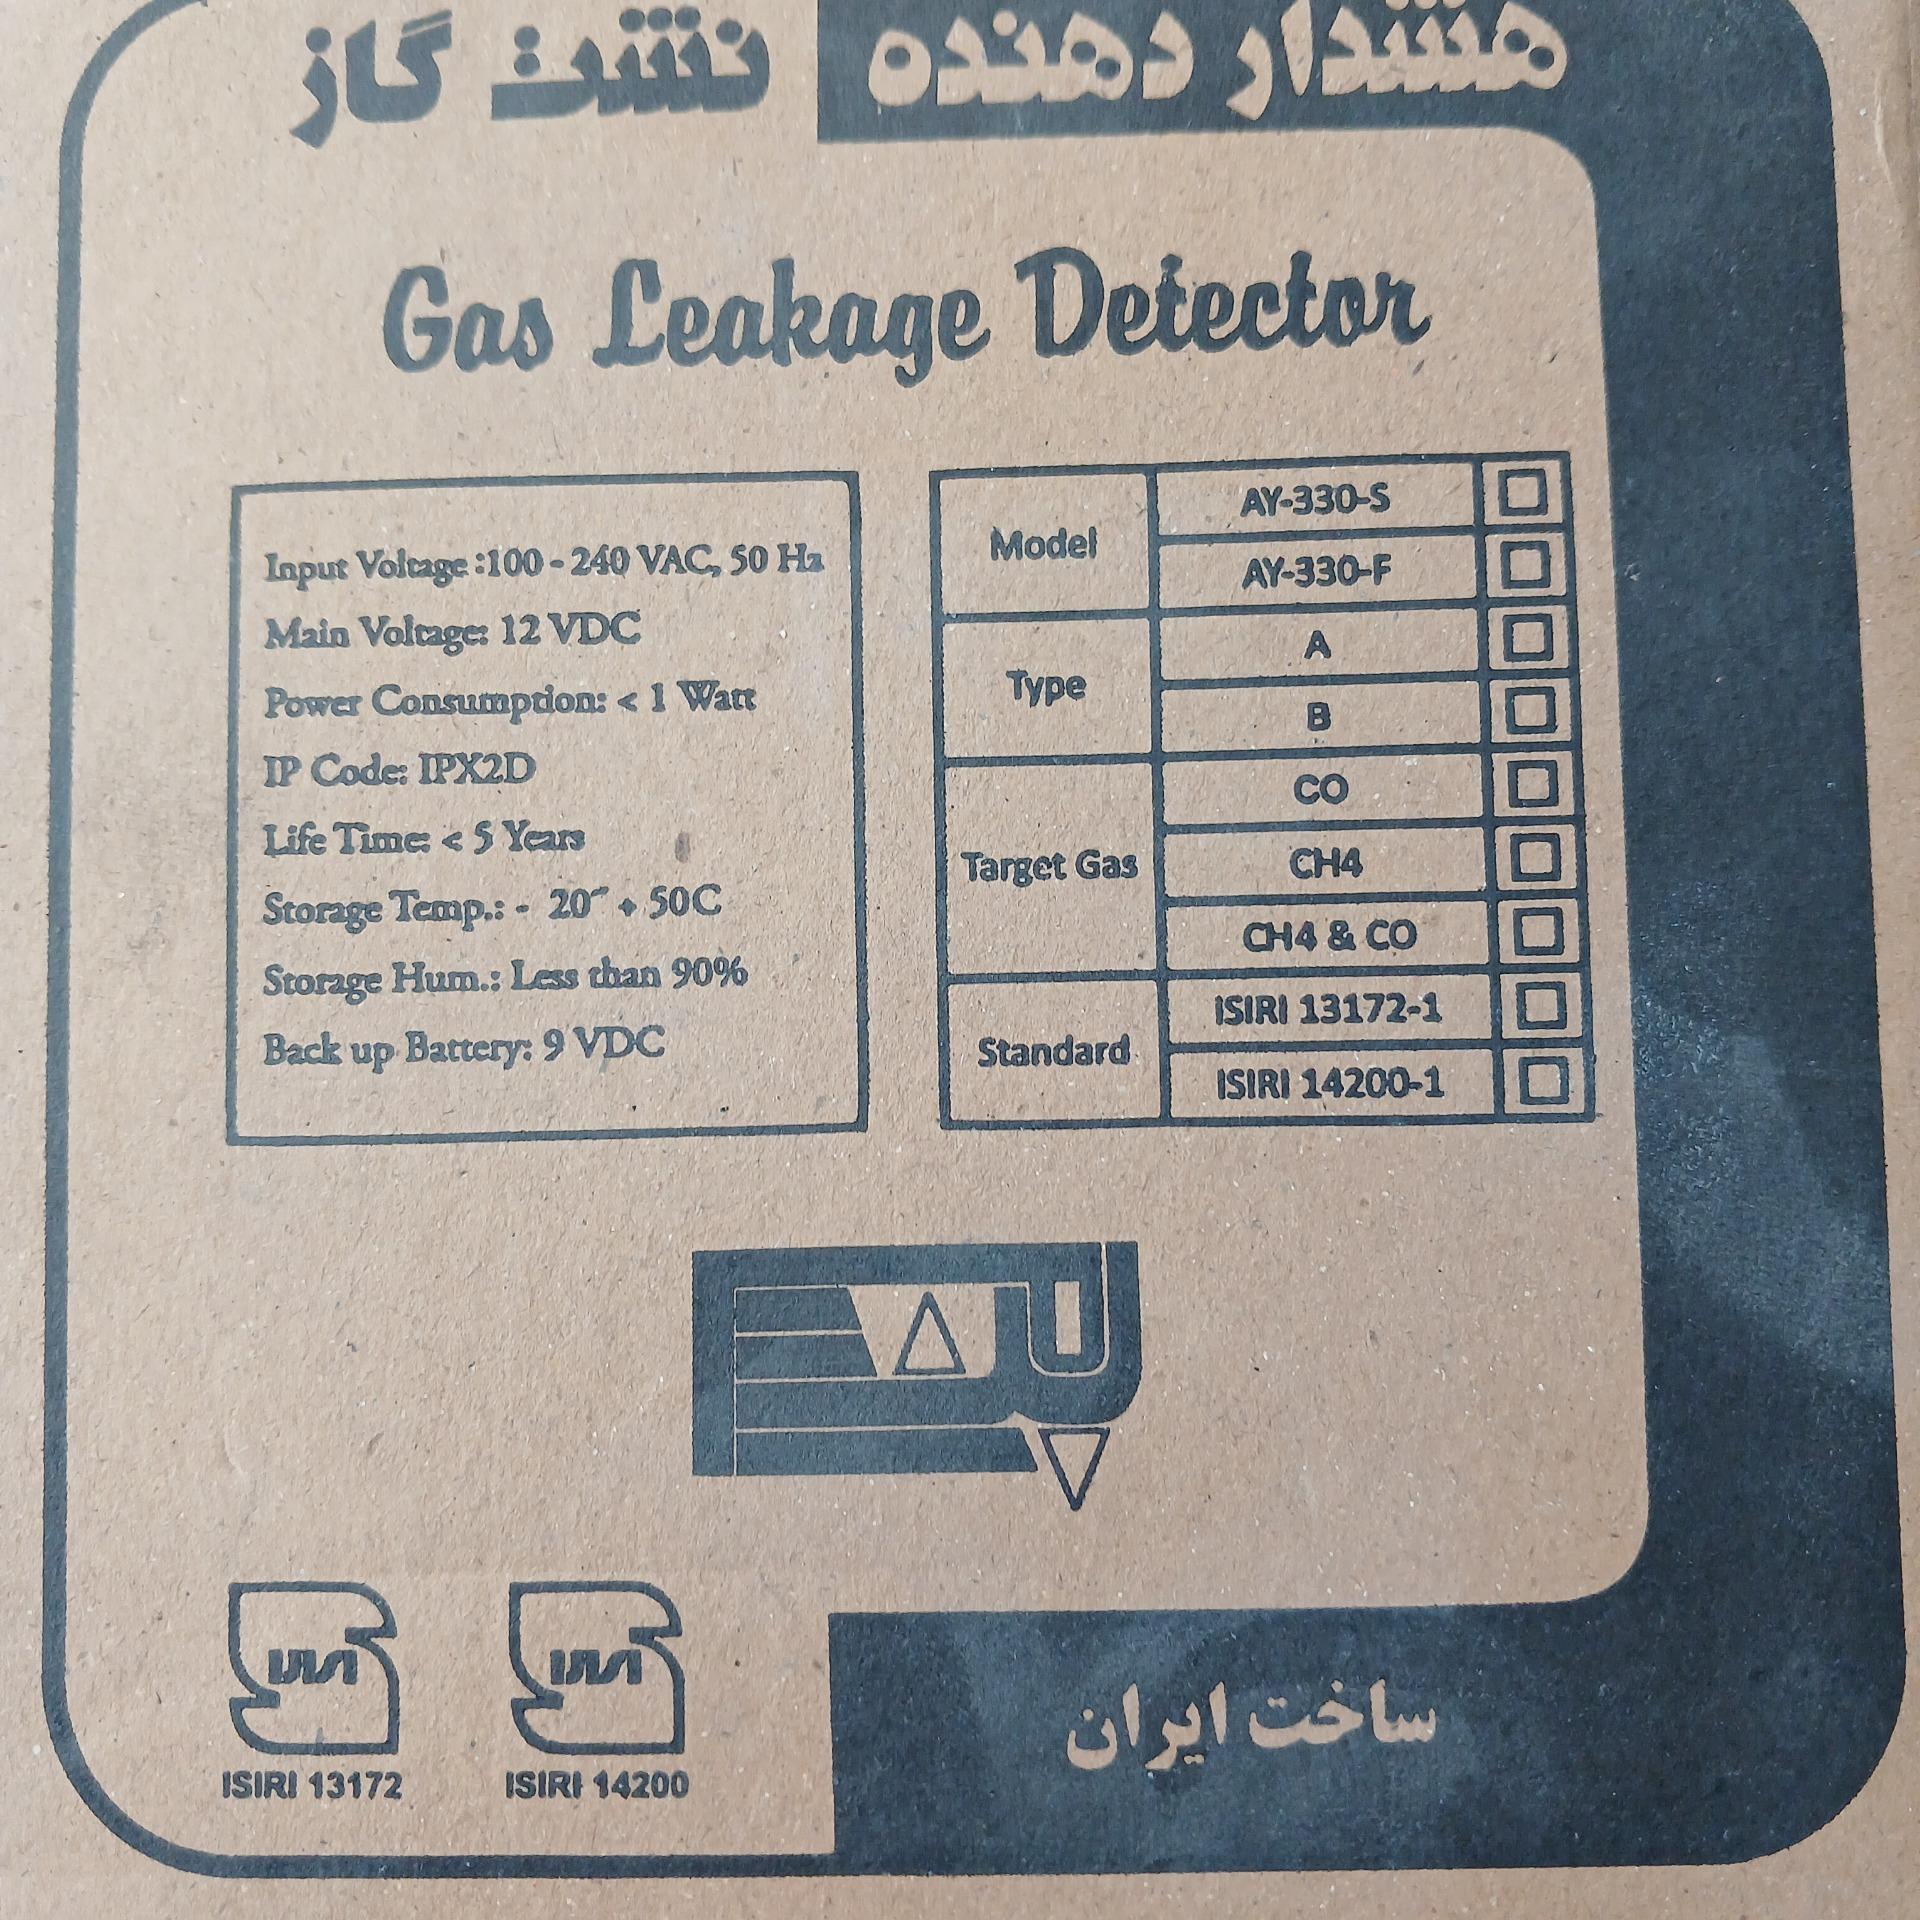 هشدار دهنده نشت گاز
Gas Leakage Detector
Input Voltage :100 - 240 VAC, 50 Hz
Main Voltage: 12 VDC
Power Consumption: < 1 Watt
IP Code: IPX2D
Life Time: < 5 Years
Storage Temp.: - 20~ + 50C
Storage Hum.: Less than 90%
Back up Battery: 9 VDC
Model
AY-330-S
AY-330-F
Type
A
B
Target Gas
CO
CH4
CH4 & CO
Standard
ISIRI 13172-1
ISIRI 14200-1
ISIRI 13172
ISIRI 14200
ساخت ایران